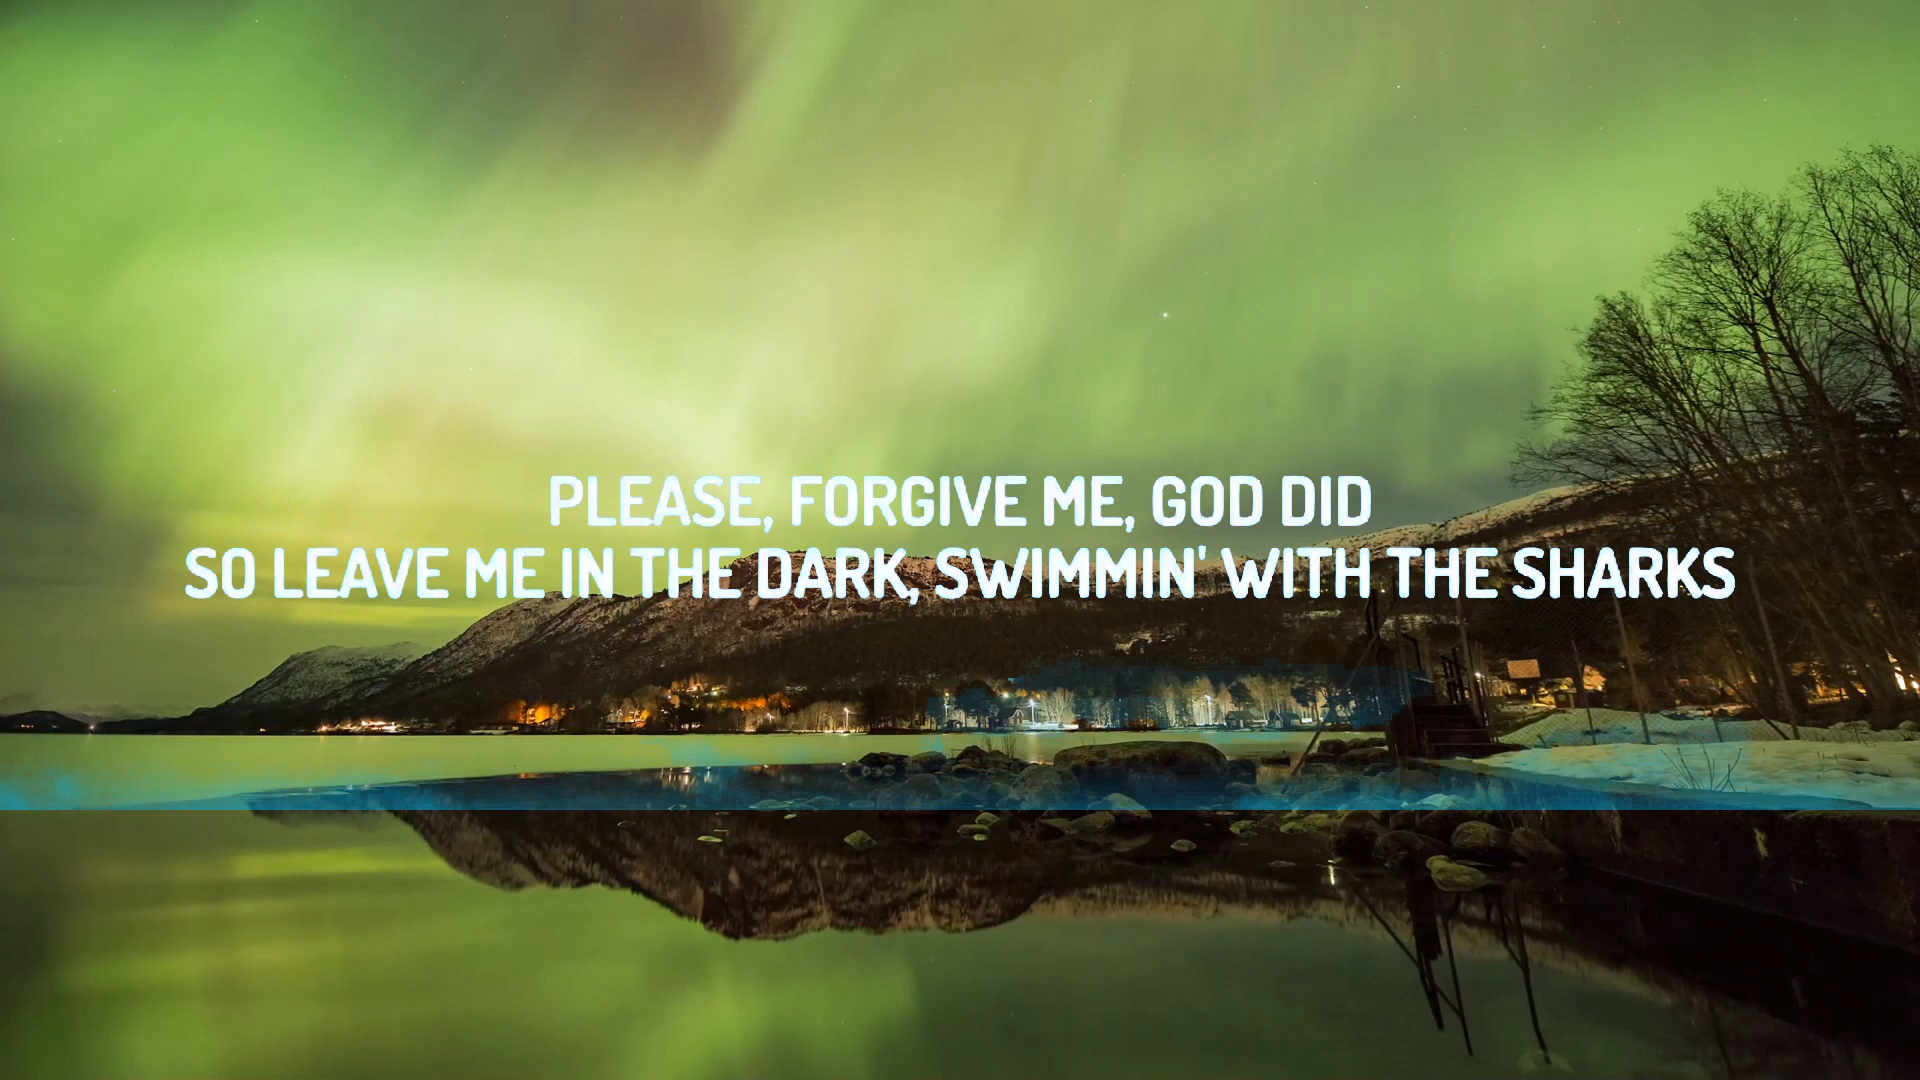 PLEASE, FORGIVE ME, GOD DID
SO LEAVE ME IN THE DARK, SWIMMIN' WITH THE SHARKS